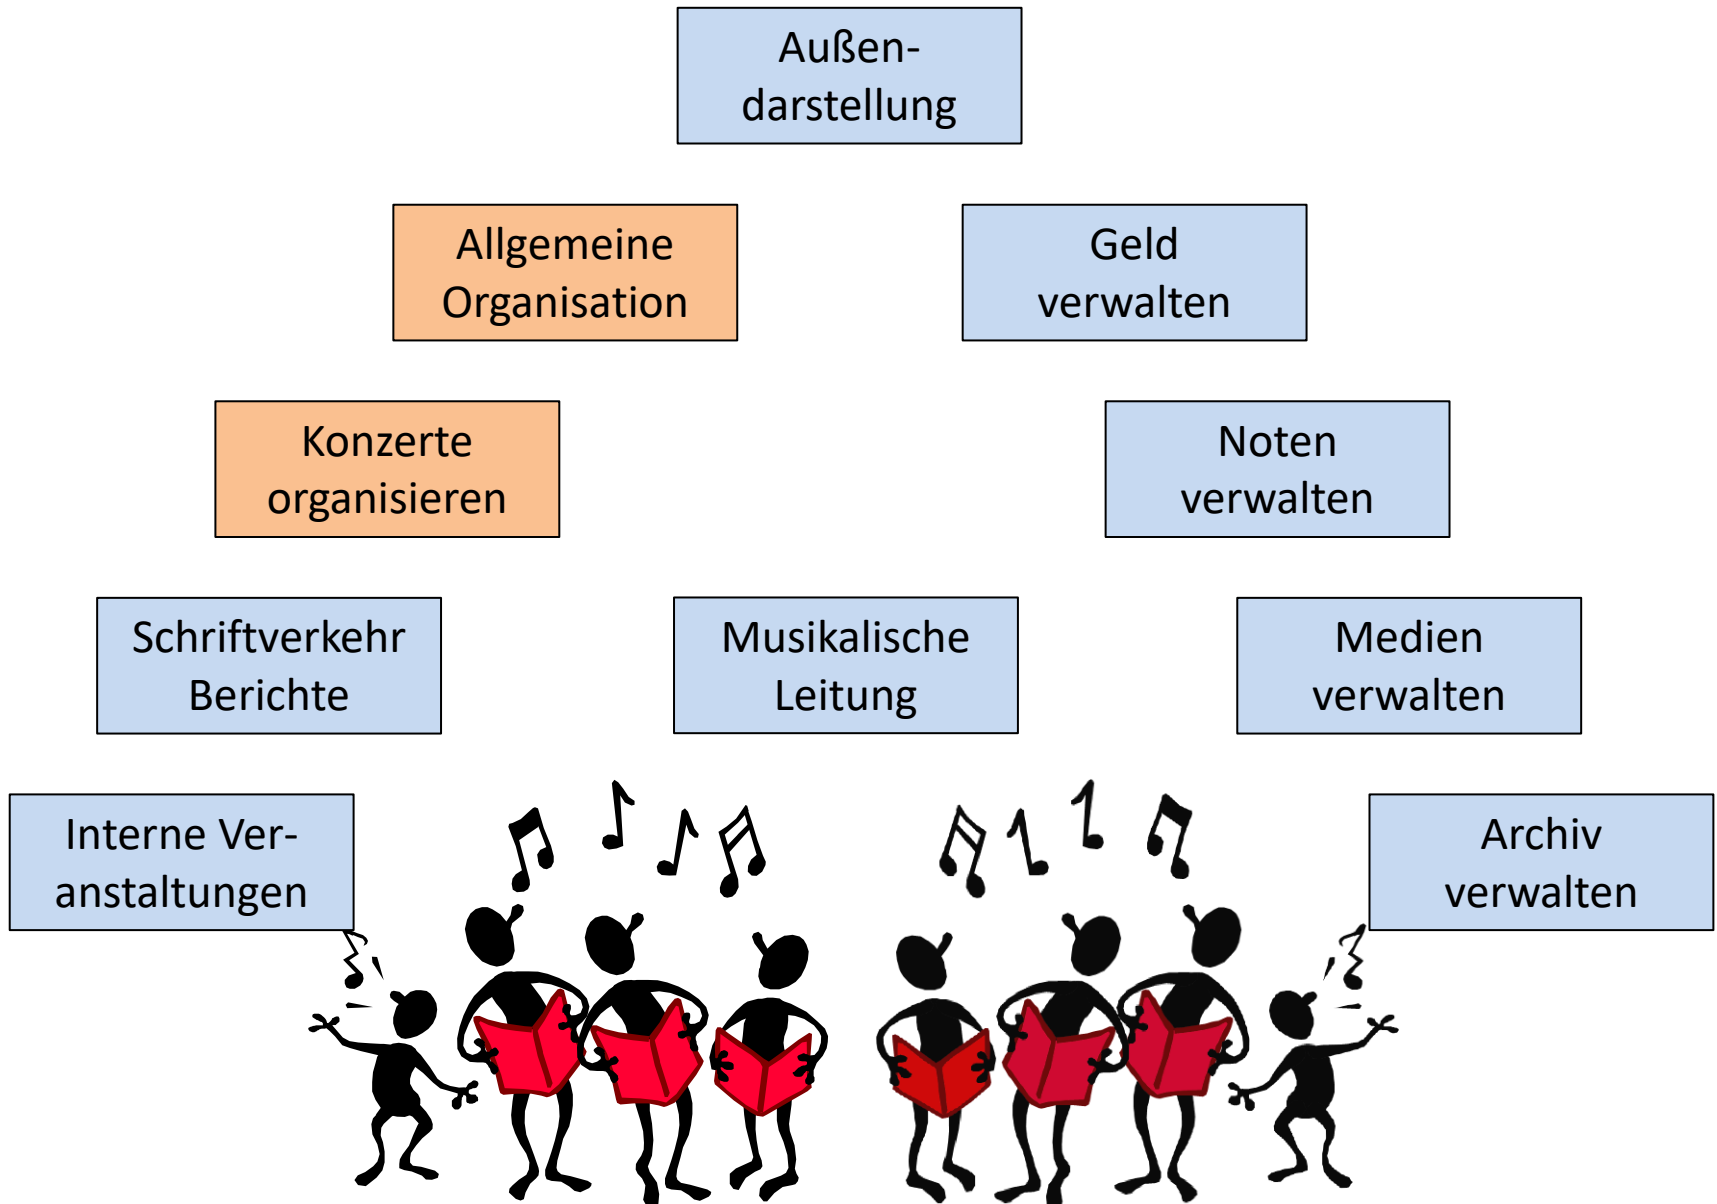 Außen-
darstellung
Allgemeine
Organisation
Geld
verwalten
Konzerte
organisieren
Noten
verwalten
Schriftverkehr
Berichte
Musikalische
Leitung
Medien
verwalten
Interne Ver-
anstaltungen
Archiv
verwalten